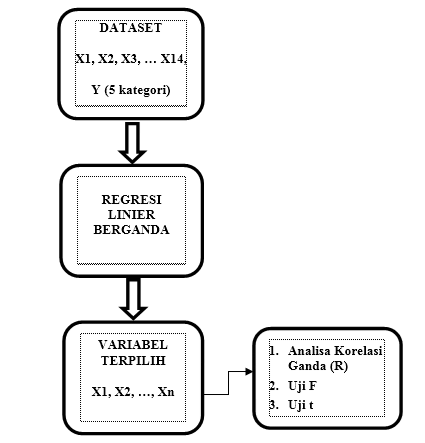 DATASET
X1, X2, X3, … X14,
Y (5 kategori)
REGRESI
LINIER
BERGANDA
VARIABEL
TERPILIH
X1, X2, …, Xn
1. Analisa Korelasi
Ganda (R)
2. Uji F
3. Uji t